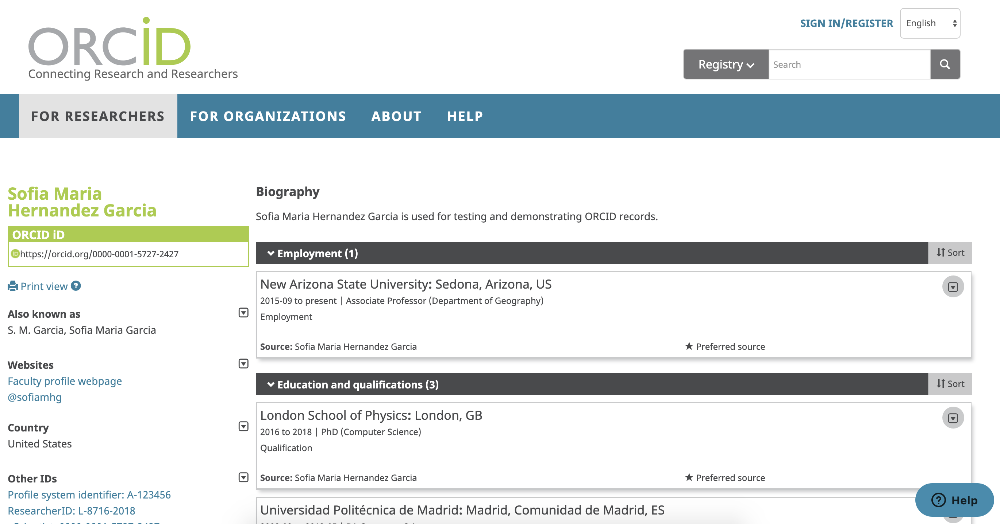 ORCiD
Connecting Research and Researchers
SIGN IN/REGISTER
English
Registry
Search
FOR RESEARCHERS
FOR ORGANIZATIONS
ABOUT
HELP
Sofia Maria
Hernandez Garcia
ORCID iD
iD https://orcid.org/0000-0001-5727-2427
Print view ?
Also known as
S. M. Garcia, Sofia Maria Garcia
Websites
Faculty profile webpage
@sofiamhg
Country
United States
Other IDs
Profile system identifier: A-123456
ResearcherID: L-8716-2018
Biography
Sofia Maria Hernandez Garcia is used for testing and demonstrating ORCID records.
Employment (1)
Sort
New Arizona State University: Sedona, Arizona, US
2015-09 to present | Associate Professor (Department of Geography)
Employment
Source: Sofia Maria Hernandez Garcia
★ Preferred source
Education and qualifications (3)
Sort
London School of Physics: London, GB
2016 to 2018 | PhD (Computer Science)
Qualification
Source: Sofia Maria Hernandez Garcia
★ Preferred source
Universidad Politécnica de Madrid: Madrid, Comunidad de Madrid, ES
? Help